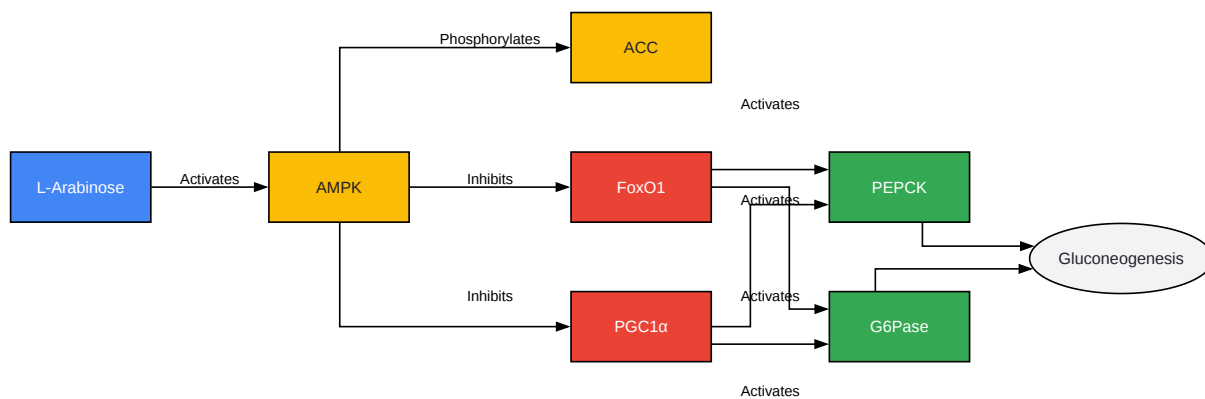 Phosphorylates
ACC
Activates
L-Arabinose
Activates
AMPK
Inhibits
FoxO1
Activates
PEPCK
Gluconeogenesis
Inhibits
PGC1α
Activates
G6Pase
Activates